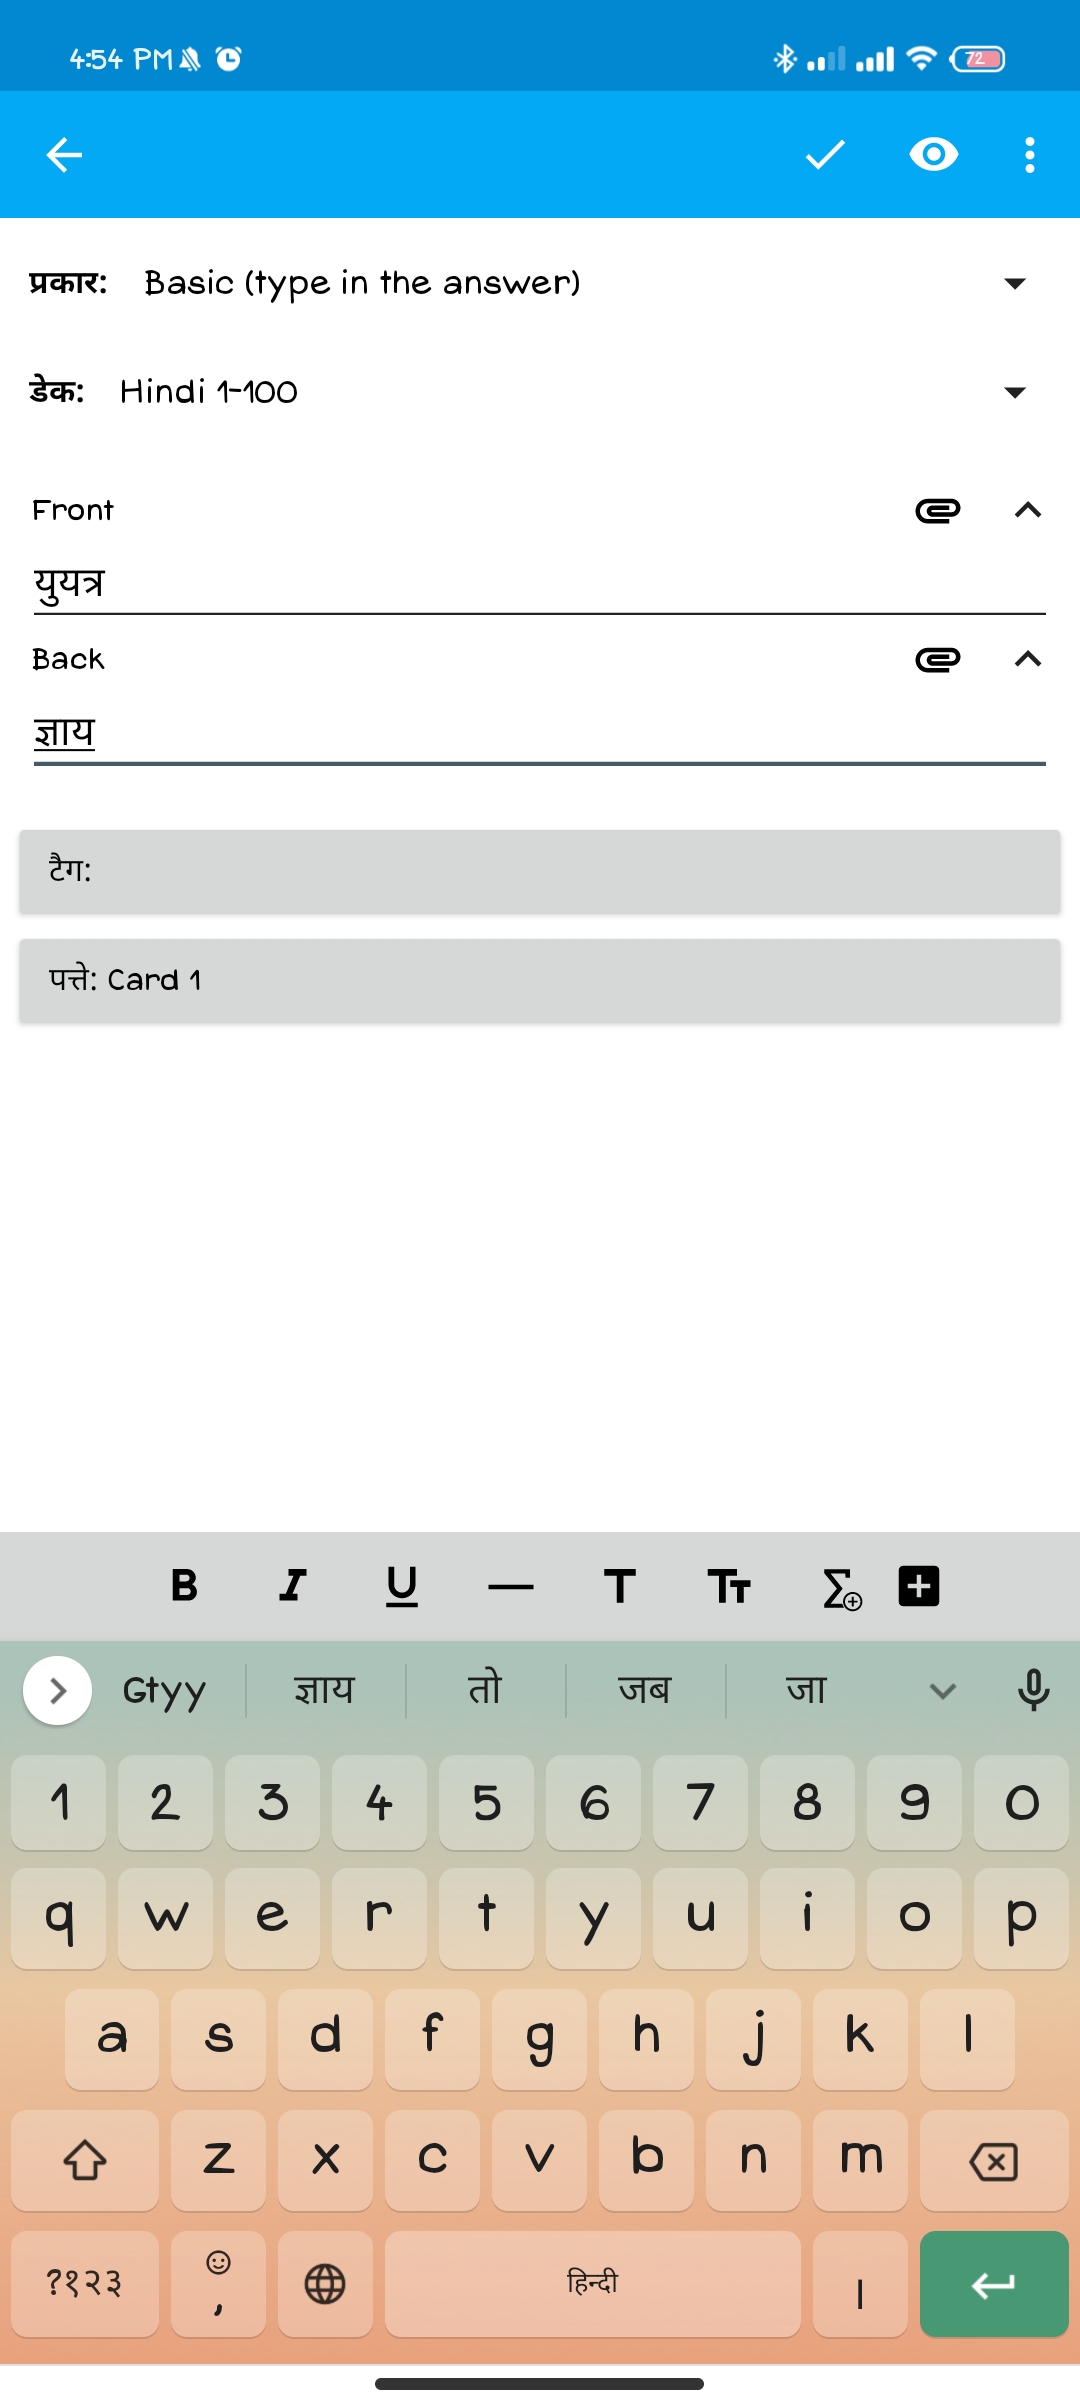 4:54 PM 72
प्रकार: Basic (type in the answer)
डेक: Hindi 1-100
Front
युयत्र
Back
ज्ञाय
टैग:
पत्ते: Card 1
B I U — T TT Σ
Gtyy ज्ञाय तो जब जा
1 2 3 4 5 6 7 8 9 0
q w e r t y u i o p
a s d f g h j k l
z x c v b n m
?१२३ , हिन्दी ।